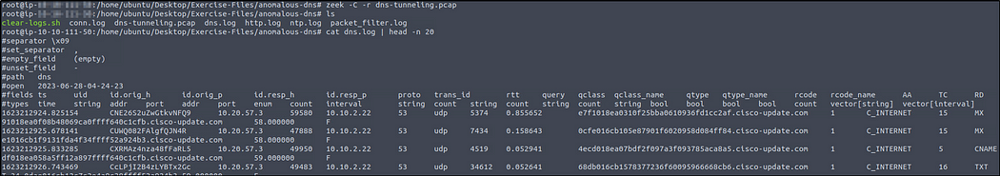 root@ip- :/home/ubuntu/Desktop/Exercise-Files/anomalous-dns# zeek -C -r dns-tunneling.pcap
root@ip- :/home/ubuntu/Desktop/Exercise-Files/anomalous-dns# ls
clear-logs.sh conn.log dns-tunneling.pcap dns.log http.log ntp.log packet_filter.log
root@ip-10-10-111-50:/home/ubuntu/Desktop/Exercise-Files/anomalous-dns# cat dns.log | head -n 20
#separator \x09
#set_separator ,
#empty_field (empty)
#unset_field -
#path dns
#open 2023-06-28-04-24-23
#fields ts uid id.orig_h id.orig_p id.resp_h id.resp_p proto trans_id rtt query qclass qclass_name qtype qtype_name rcode rcode_name AA TC RD
#types time string addr port addr port enum count interval string count string count string count string bool bool bool bool count vector[string] vector[interval]
1623212924.825154 CNE26S2uZwGtkvNFQ9 10.20.57.3 59580 10.10.2.22 53 udp 5374 0.855652 e7f1018ea0310f25bba0610936fd1cc2af.cisco-update.com 1 C_INTERNET 15 MX
91018ea0f08b48069ca0ffff640c1cfb.cisco-update.com 58.000000 F
1623212925.678141 CUWQ082FAlgfQJN4R 10.20.57.3 47888 10.10.2.22 53 udp 7434 0.158643 0cfe016cb105e87901f6020958d084ff84.cisco-update.com 1 C_INTERNET 15 MX
e1016cb1f9131fda4f34ffff52a924b3.cisco-update.com 58.000000 F
1623212925.833285 CXRMAz4nza48fFaRL5 10.20.57.3 49950 10.10.2.22 53 udp 4519 0.052941 4ecd018ea07bdf2f097a3f093785aca8a5.cisco-update.com 1 C_INTERNET 5 CNAME
df018ea058a5ff12a897ffff640c1cfb.cisco-update.com 59.000000 F
1623212926.743469 CcLPjI2B4zLYBTx2Gc 10.20.57.3 49483 10.10.2.22 53 udp 34612 0.052641 68db016cb1578377236f60095966668cb6.cisco-update.com 1 C_INTERNET 16 TXT